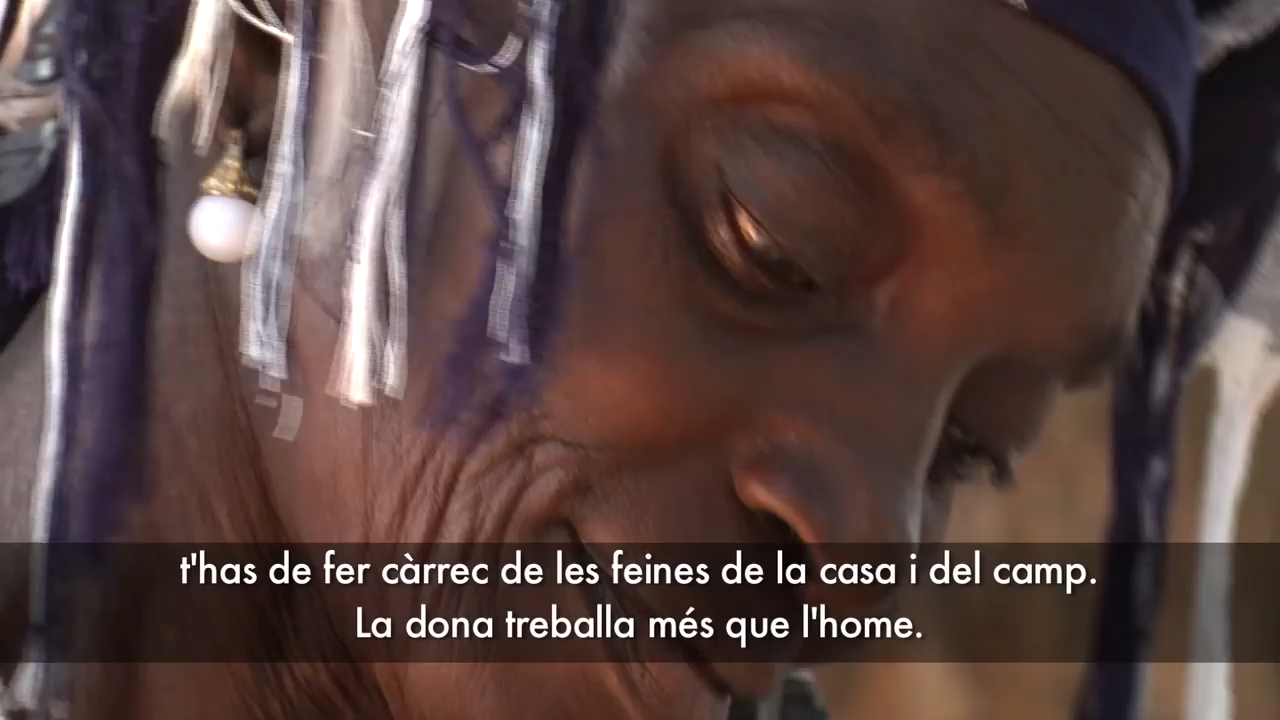 t'has de fer càrrec de les feines de la casa i del camp.
La dona treballa més que l'home.